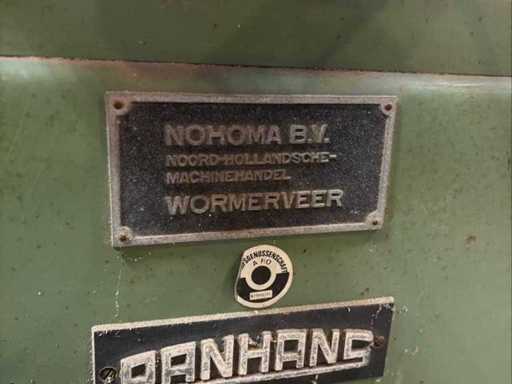 NOHOMA B.V.
NOORD-HOLLANDSCHE-
MACHINEHANDEL
WORMERVEER
PANHANS